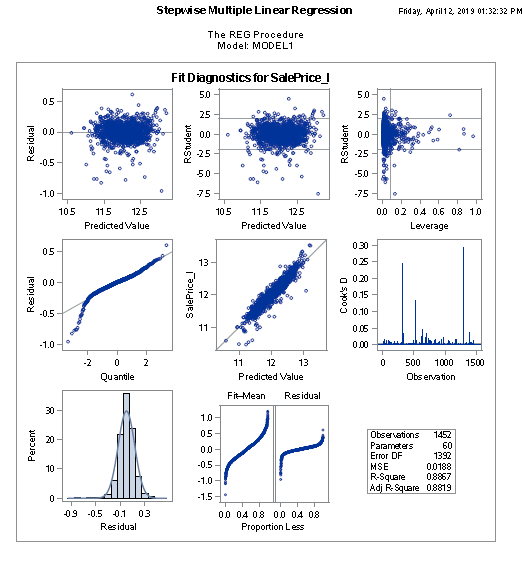 Stepwise Multiple Linear Regression
Friday, April 12, 2019 01:32:32 PM
The REG Procedure
Model: MODEL1
Fit Diagnostics for SalePrice_l
Residual
0.5
0.0
-0.5
-1.0
10.5 11.5 12.5
Predicted Value
RStudent
5.0
2.5
0.0
-2.5
-5.0
-7.5
10.5 11.5 12.5
Predicted Value
RStudent
5.0
2.5
0.0
-2.5
-5.0
-7.5
0.0 0.2 0.4 0.6 0.8 1.0
Leverage
Residual
0.5
0.0
-0.5
-1.0
-2 0 2
Quantile
SalePrice_l
13
12
11
11 12 13
Predicted Value
Cook's D
0.30
0.25
0.20
0.15
0.10
0.05
0.00
0 500 1000 1500
Observation
Percent
30
20
10
0
-0.9 -0.5 -0.1 0.3
Residual
Fit–Mean Residual
1.0
0.5
0.0
-0.5
-1.0
-1.5
0.0 0.4 0.8 0.0 0.4 0.8
Proportion Less
Observations 1452
Parameters 60
Error DF 1392
MSE 0.0188
R-Square 0.8867
Adj R-Square 0.8819